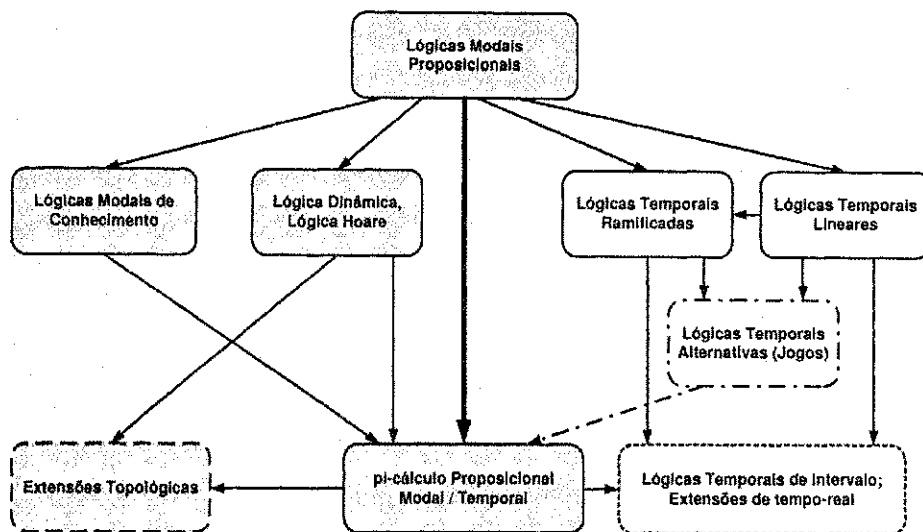 Lógicas Modais
Proposicionais
Lógicas Modais de
Conhecimento
Lógica Dinâmica,
Lógica Hoare
Lógicas Temporais
Ramificadas
Lógicas Temporais
Lineares
Lógicas Temporais
Alternativas (Jogos)
Extensões Topológicas
pi-cálculo Proposicional
Modal / Temporal
Lógicas Temporais de Intervalo;
Extensões de tempo-real